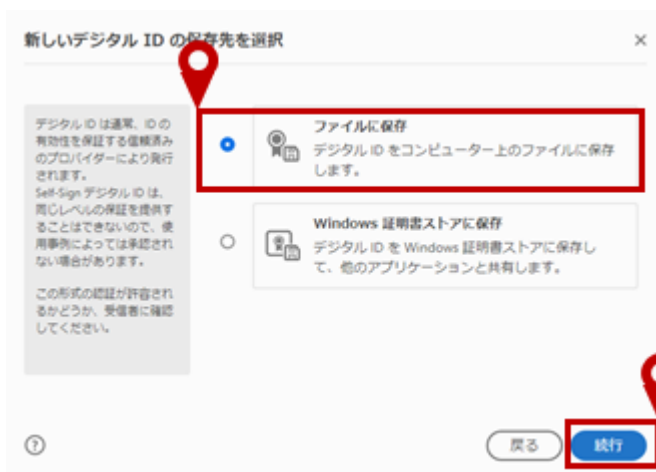 新しいデジタル ID の保存先を選択
デジタル ID は通常、ID の
有効性を保証する信頼済み
のプロバイダーにより発行
されます。
Self-Sign デジタル ID は、
同じレベルの保証を提供す
ることはできないので、使
用事例によっては承認され
ない場合があります。
この形式の認証が許容され
るかどうか、受信者に確認
してください。
ファイルに保存
デジタル ID をコンピューター上のファイルに保存
します。
Windows 証明書ストアに保存
デジタル ID を Windows 証明書ストアに保存し
て、他のアプリケーションと共有します。
戻る
続行